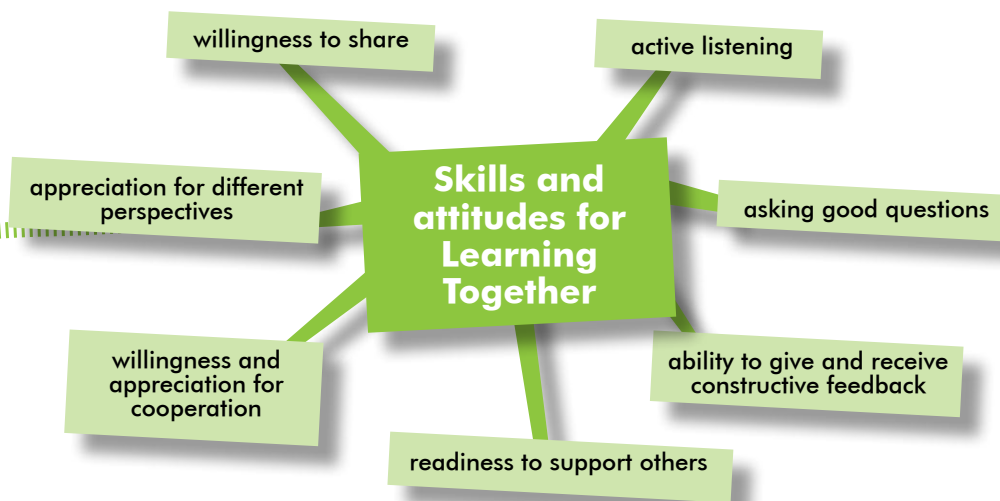 willingness to share
active listening
appreciation for different
perspectives
Skills and
attitudes for
Learning
Together
asking good questions
willingness and
appreciation for
cooperation
ability to give and receive
constructive feedback
readiness to support others